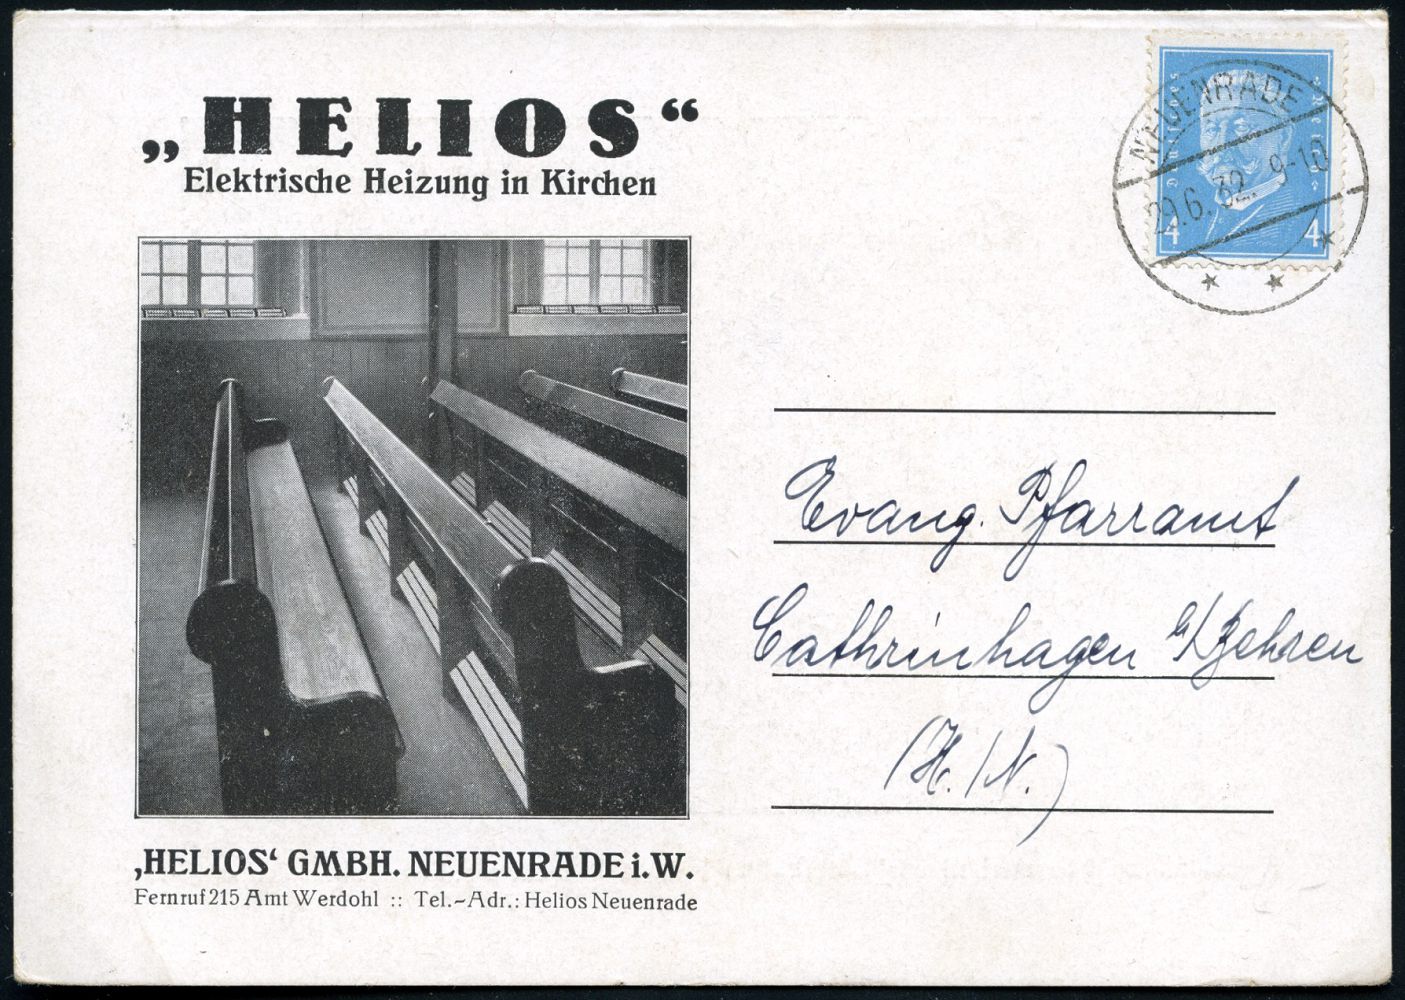 „HELIOS“
Elektrische Heizung in Kirchen
‚HELIOS‘ GMBH. NEUENRADE i. W.
Fernruf 215 Amt Werdohl :: Tel.-Adr.: Helios Neuenrade
NEUENRADE
29.6.32. 9-10
4 4
Evang. Pfarramt
Cathrinhagen b/Rehren
(H./N.)